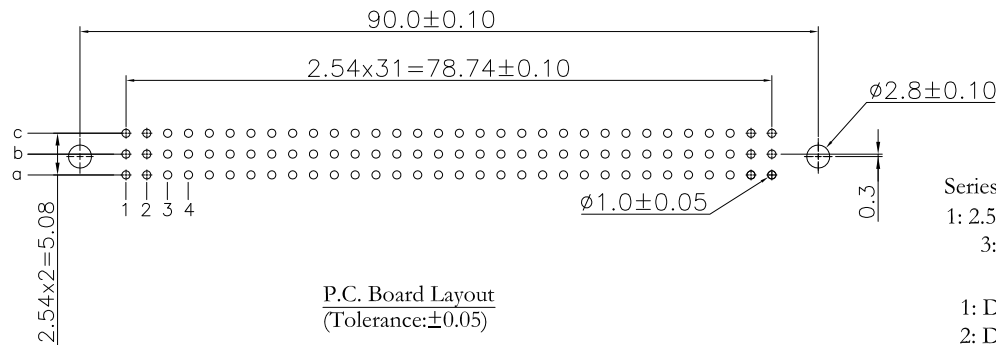 90.0±0.10
2.54x31=78.74±0.10
ø2.8±0.10
c
b
a
1 2 3 4
ø1.0±0.05
0.3
2.54x2=5.08
P.C. Board Layout
(Tolerance:±0.05)
Series
1: 2.5
3:
1: D
2: D